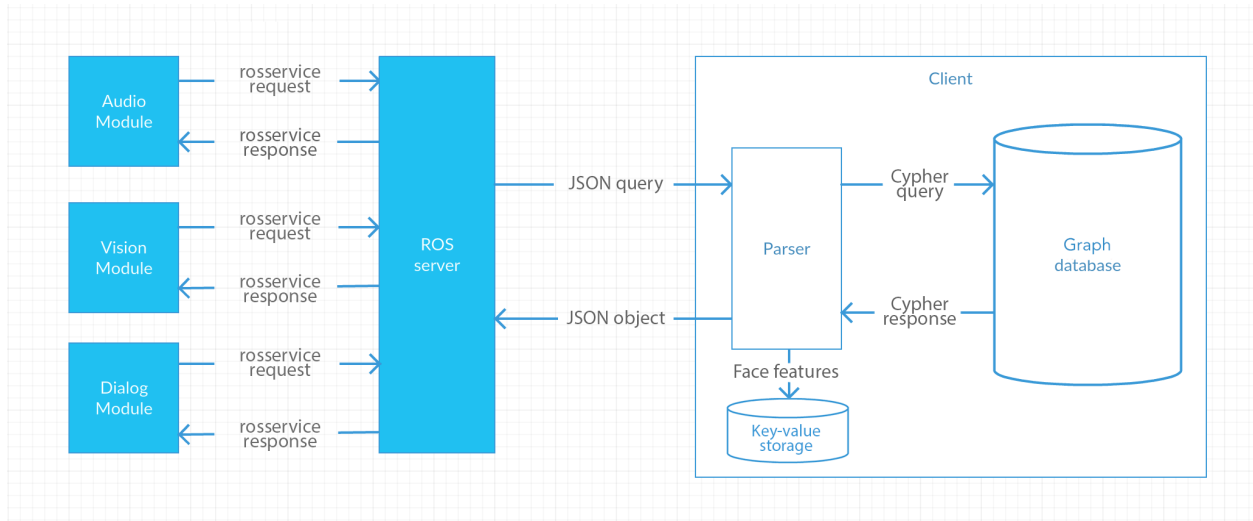 Audio
Module
rosservice
request
rosservice
response
Vision
Module
rosservice
request
rosservice
response
Dialog
Module
rosservice
request
rosservice
response
ROS
server
JSON query
JSON object
Client
Parser
Cypher
query
Cypher
response
Graph
database
Face features
Key-value
storage